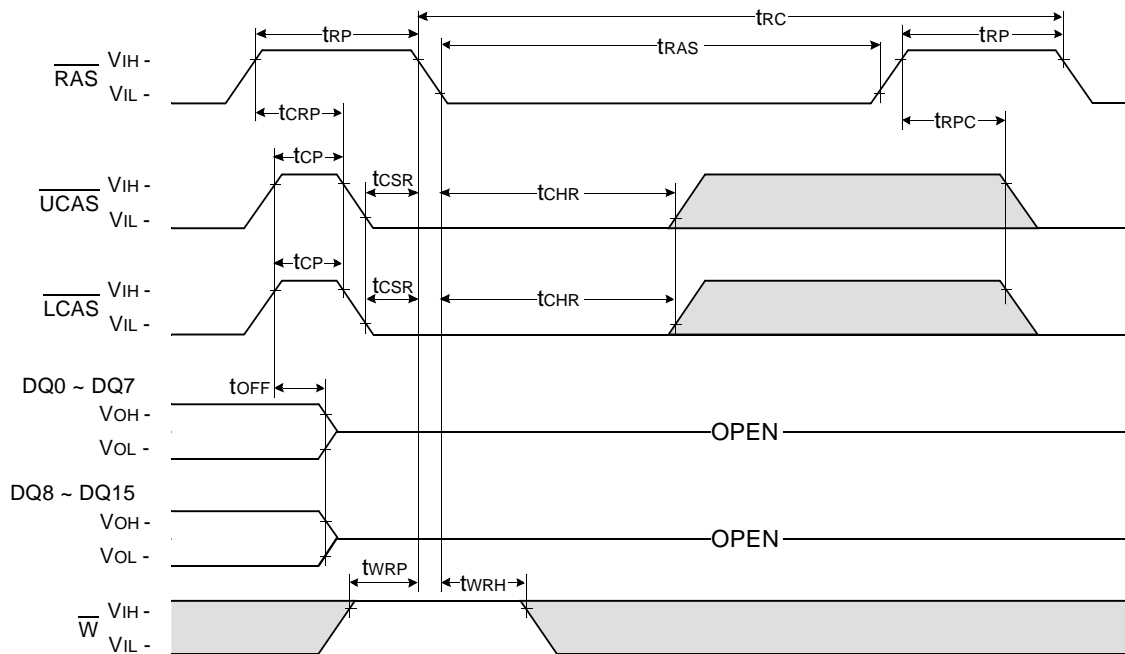 tRC
tRP tRAS tRP
RAS VIH -
VIL -
tCRP tRPC
tCP tCSR tCHR
UCAS VIH -
VIL -
tCP tCSR tCHR
LCAS VIH -
VIL -
DQ0 ~ DQ7 tOFF
VOH -
VOL - OPEN
DQ8 ~ DQ15
VOH -
VOL - OPEN
tWRP tWRH
W VIH -
VIL -